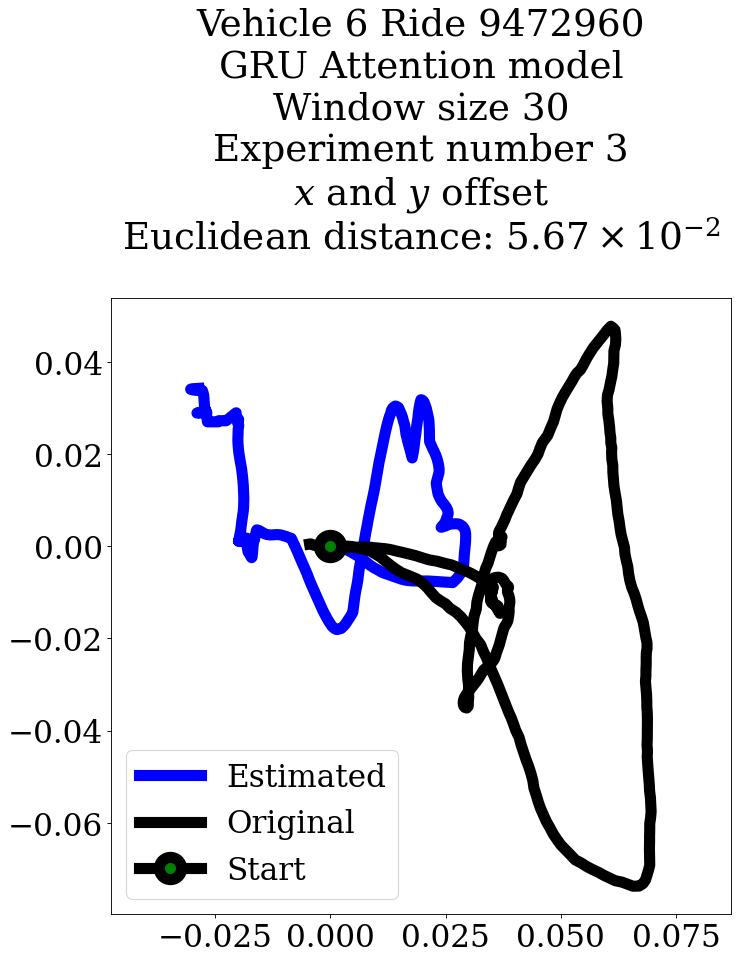 Vehicle 6 Ride 9472960
GRU Attention model
Window size 30
Experiment number 3
x and y offset
Euclidean distance: 5.67 × 10⁻²
0.04
0.02
0.00
−0.02
−0.04
−0.06
Estimated
Original
Start
−0.025 0.000 0.025 0.050 0.075